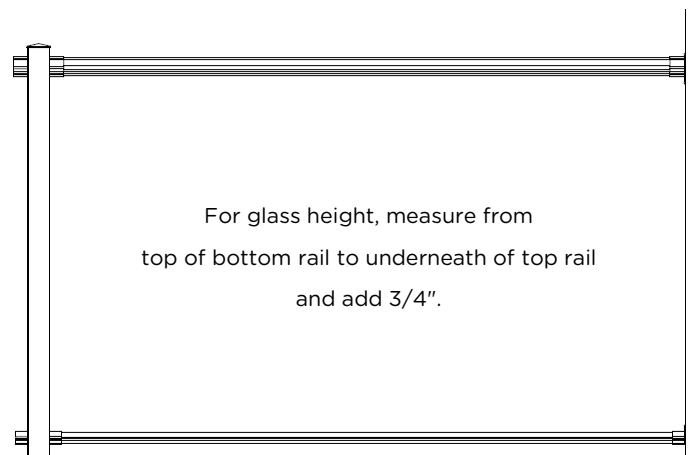 For glass height, measure from
top of bottom rail to underneath of top rail
and add 3/4".